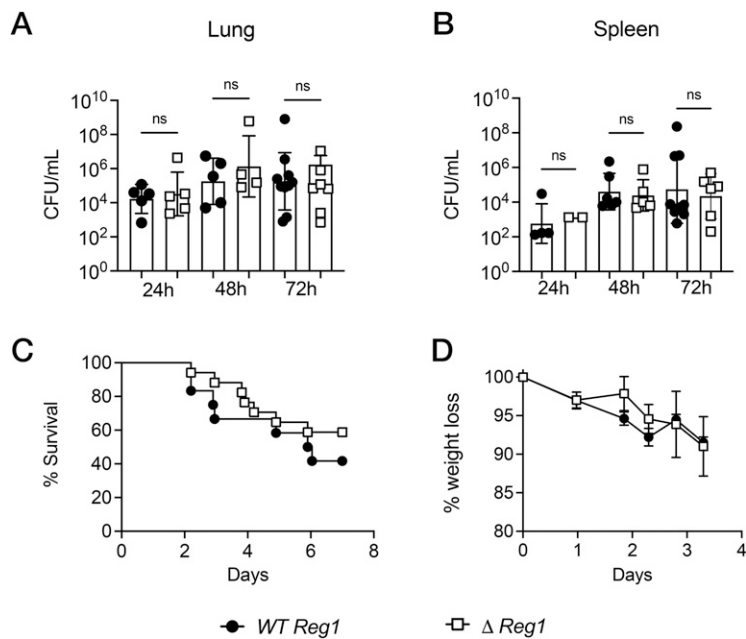 A
Lung
ns
ns
ns
CFU/mL
10^10
10^8
10^6
10^4
10^2
10^0
24h
48h
72h
B
Spleen
ns
ns
ns
CFU/mL
10^10
10^8
10^6
10^4
10^2
10^0
24h
48h
72h
C
% Survival
100
80
60
40
20
0
0
2
4
6
8
Days
D
% weight loss
100
95
90
85
80
0
1
2
3
4
Days
WT Reg1
Δ Reg1